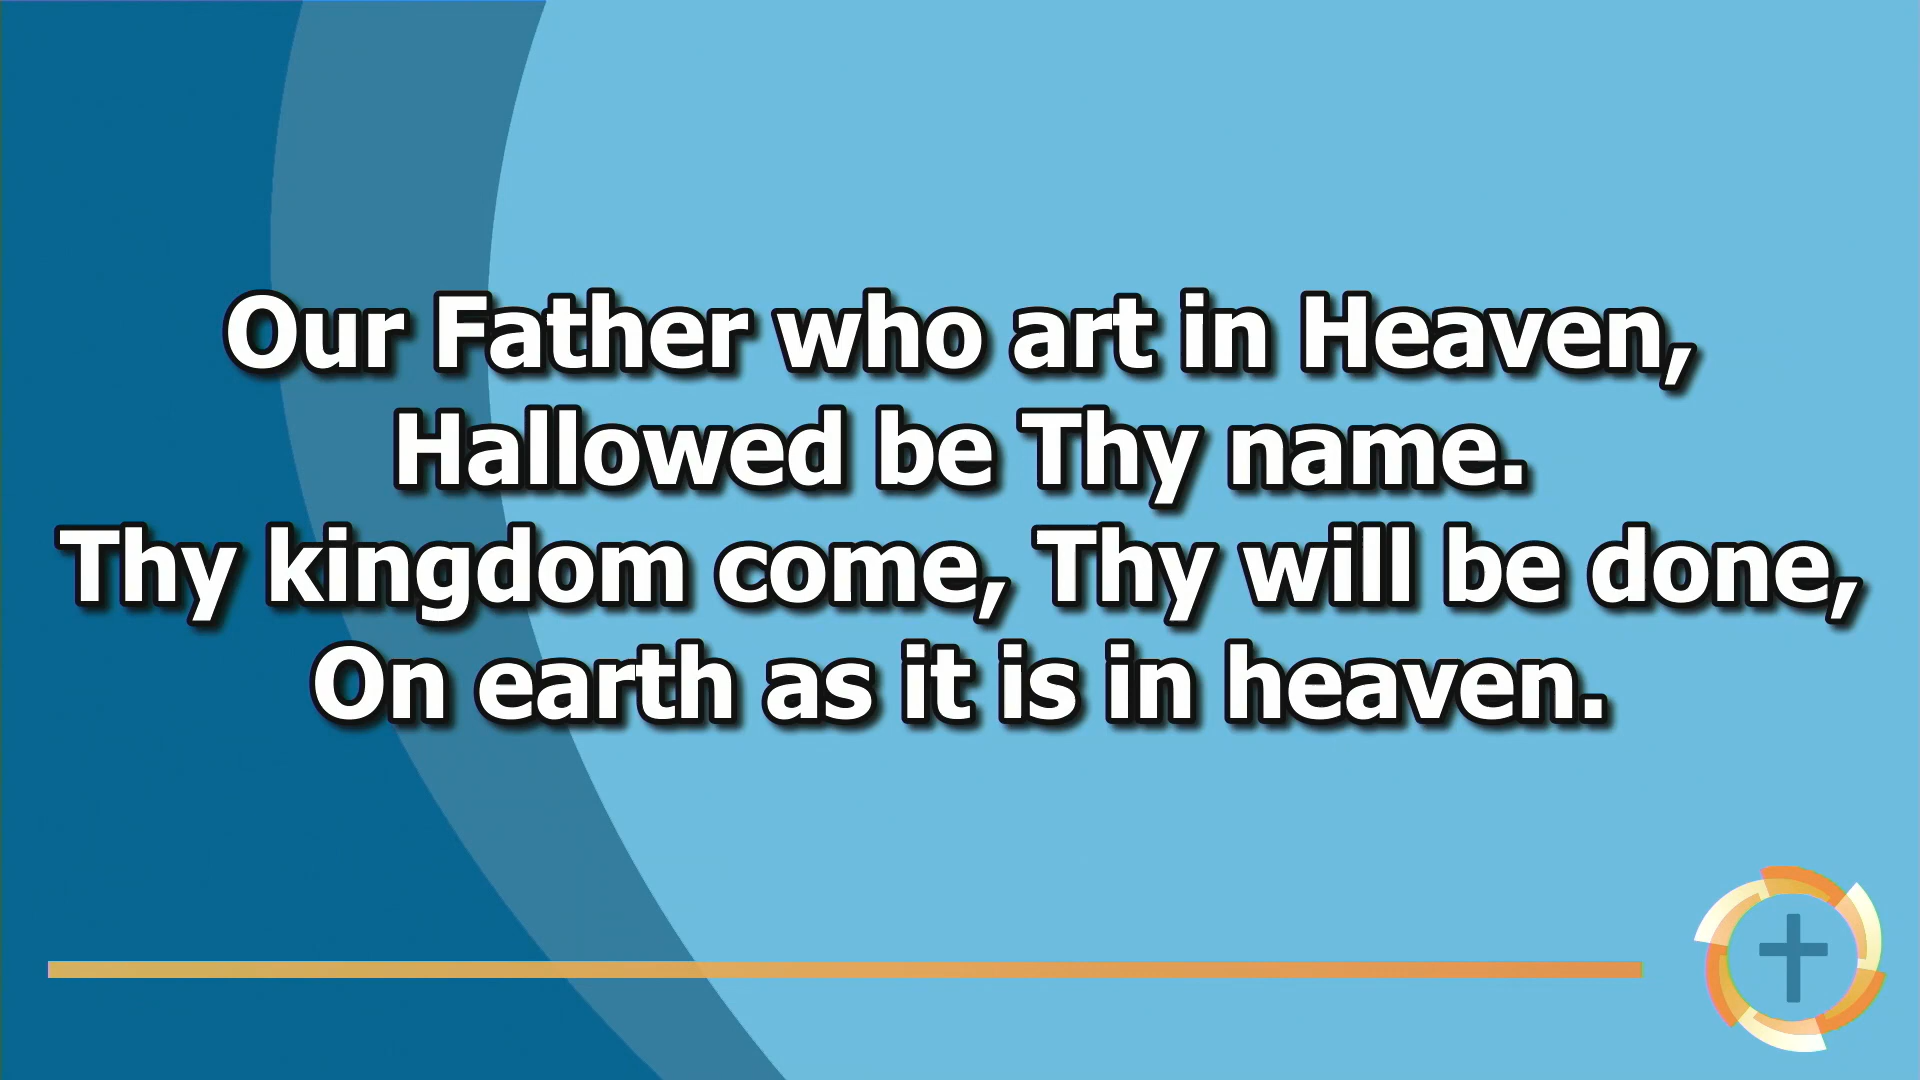 Our Father who art in Heaven,
Hallowed be Thy name.
Thy kingdom come, Thy will be done,
On earth as it is in heaven.